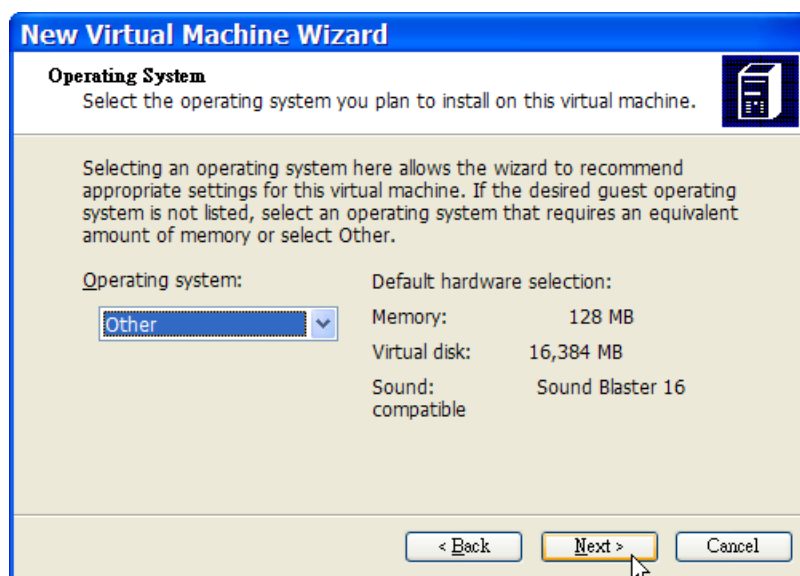 New Virtual Machine Wizard
Operating System
Select the operating system you plan to install on this virtual machine.
Selecting an operating system here allows the wizard to recommend
appropriate settings for this virtual machine. If the desired guest operating
system is not listed, select an operating system that requires an equivalent
amount of memory or select Other.
Operating system:
Other
Default hardware selection:
Memory: 128 MB
Virtual disk: 16,384 MB
Sound: Sound Blaster 16
compatible
< Back Next > Cancel